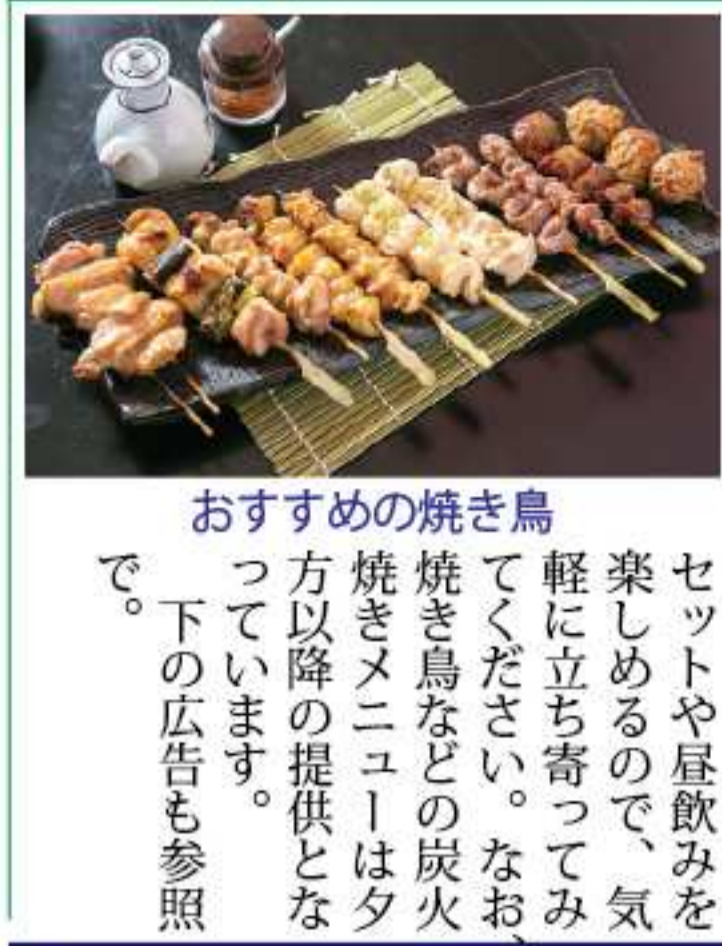 おすすめの焼き鳥
セットや昼飲みを
楽しめるので、気
軽に立ち寄ってみ
てください。なお、
焼き鳥などの炭火
焼きメニューは夕
方以降の提供とな
っています。
下の広告も参照
で。